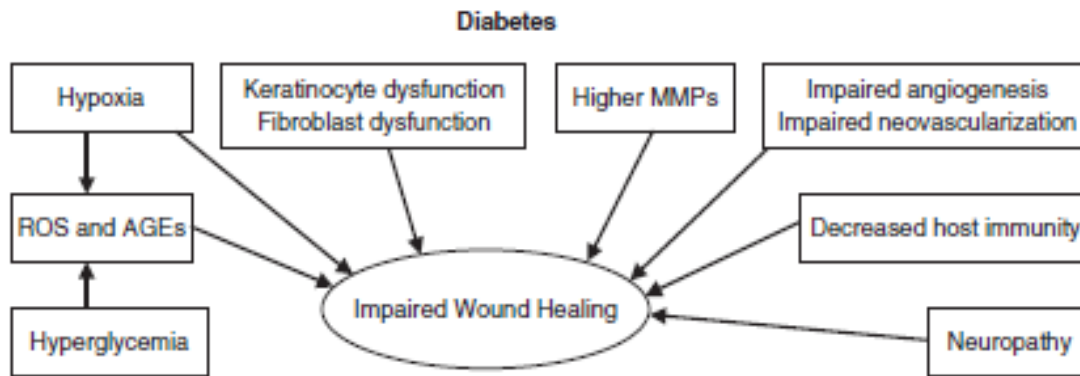 Diabetes
Hypoxia
Keratinocyte dysfunction
Fibroblast dysfunction
Higher MMPs
Impaired angiogenesis
Impaired neovascularization
ROS and AGEs
Decreased host immunity
Impaired Wound Healing
Hyperglycemia
Neuropathy